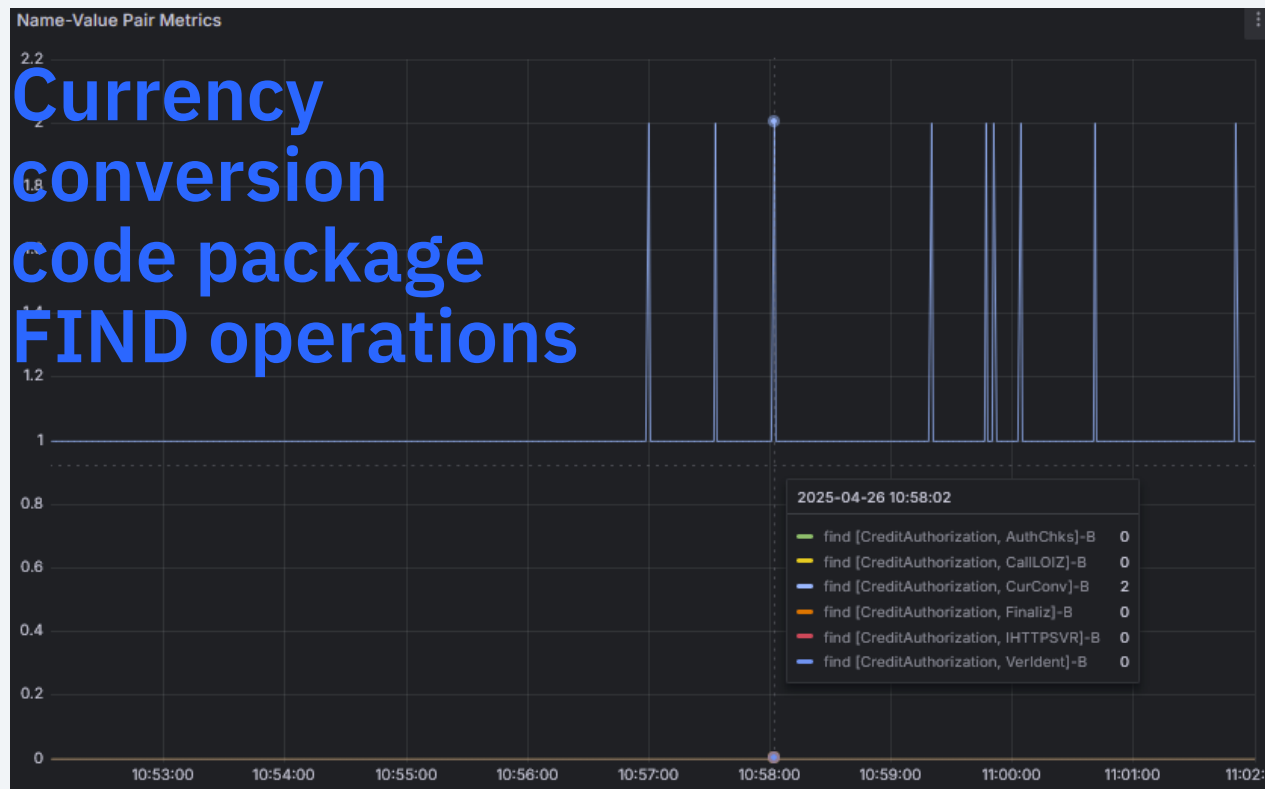 Name-Value Pair Metrics
2.2
Currency
2
conversion
1.8
code package
FIND operations
1.2
1
0.8
0.6
0.4
0.2
0
2025-04-26 10:58:02
find [CreditAuthorization, AuthChks]-B 0
find [CreditAuthorization, CallLOIZ]-B 0
find [CreditAuthorization, CurConv]-B 2
find [CreditAuthorization, Finaliz]-B 0
find [CreditAuthorization, IHTTPSVR]-B 0
find [CreditAuthorization, VerIdent]-B 0
10:53:00 10:54:00 10:55:00 10:56:00 10:57:00 10:58:00 10:59:00 11:00:00 11:01:00 11:02: